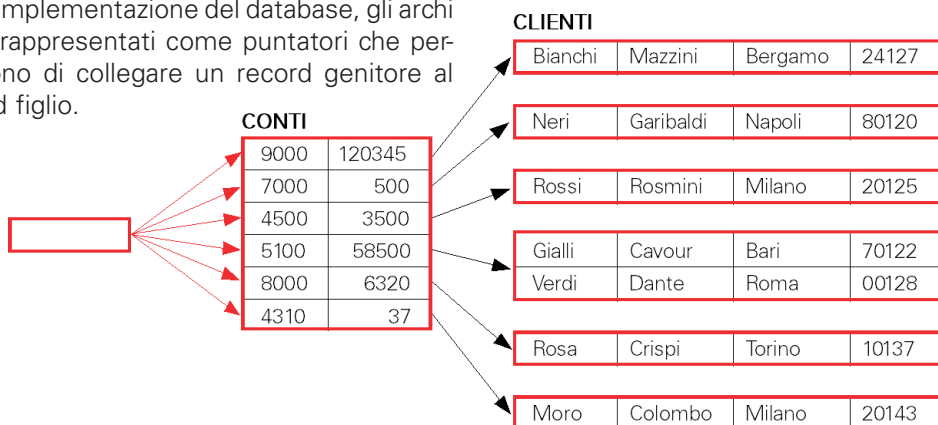 mplementazione del database, gli archi
rappresentati come puntatori che per-
no di collegare un record genitore al
d figlio.
CONTI
9000 120345
7000 500
4500 3500
5100 58500
8000 6320
4310 37
CLIENTI
Bianchi Mazzini Bergamo 24127
Neri Garibaldi Napoli 80120
Rossi Rosmini Milano 20125
Gialli Cavour Bari 70122
Verdi Dante Roma 00128
Rosa Crispi Torino 10137
Moro Colombo Milano 20143